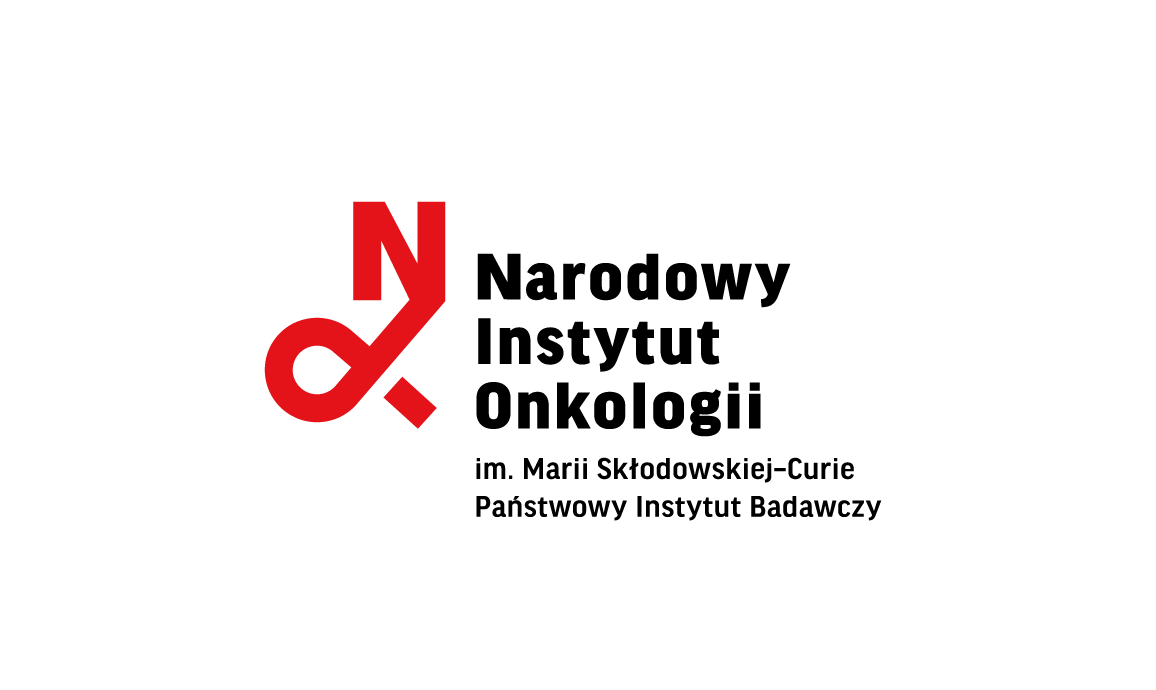 N
Narodowy
Instytut
Onkologii
im. Marii Skłodowskiej-Curie
Państwowy Instytut Badawczy